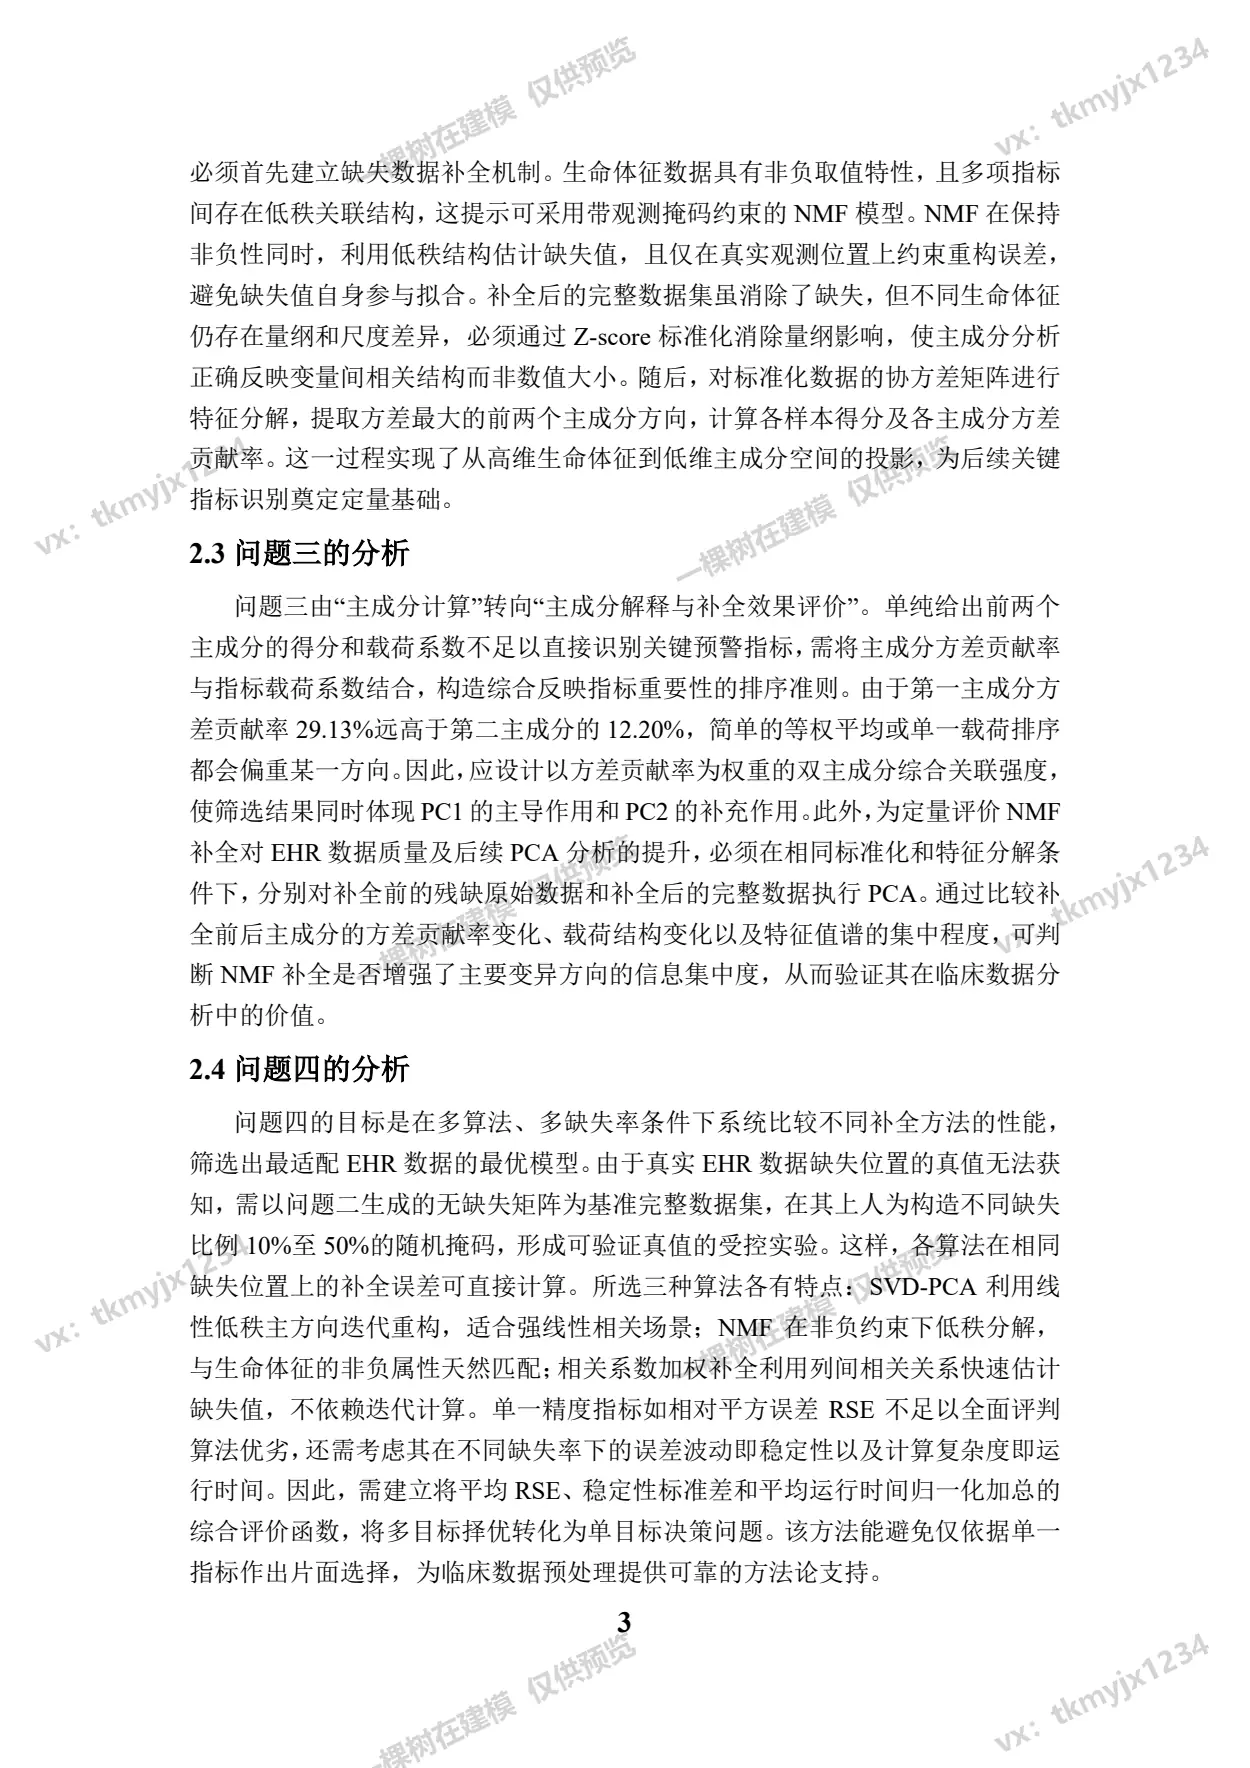 一棵树在建模 仅供预览
vx: tkmyjx1234
必须首先建立缺失数据补全机制。生命体征数据具有非负取值特性，且多项指标
间存在低秩关联结构，这提示可采用带观测掩码约束的 NMF 模型。NMF 在保持
非负性同时，利用低秩结构估计缺失值，且仅在真实观测位置上约束重构误差，
避免缺失值自身参与拟合。补全后的完整数据集虽消除了缺失，但不同生命体征
仍存在量纲和尺度差异，必须通过 Z-score 标准化消除量纲影响，使主成分分析
正确反映变量间相关结构而非数值大小。随后，对标准化数据的协方差矩阵进行
特征分解，提取方差最大的前两个主成分方向，计算各样本得分及各主成分方差
贡献率。这一过程实现了从高维生命体征到低维主成分空间的投影，为后续关键
指标识别奠定定量基础。
vx: tkmyjx1234
一棵树在建模 仅供预览
2.3 问题三的分析
问题三由“主成分计算”转向“主成分解释与补全效果评价”。单纯给出前两个
主成分的得分和载荷系数不足以直接识别关键预警指标，需将主成分方差贡献率
与指标载荷系数结合，构造综合反映指标重要性的排序准则。由于第一主成分方
差贡献率 29.13%远高于第二主成分的 12.20%，简单的等权平均或单一载荷排序
都会偏重某一方向。因此，应设计以方差贡献率为权重的双主成分综合关联强度，
使筛选结果同时体现 PC1 的主导作用和 PC2 的补充作用。此外，为定量评价 NMF
补全对 EHR 数据质量及后续 PCA 分析的提升，必须在相同标准化和特征分解条
件下，分别对补全前的残缺原始数据和补全后的完整数据执行 PCA。通过比较补
全前后主成分的方差贡献率变化、载荷结构变化以及特征值谱的集中程度，可判
断 NMF 补全是否增强了主要变异方向的信息集中度，从而验证其在临床数据分
析中的价值。
一棵树在建模 仅供预览
vx: tkmyjx1234
2.4 问题四的分析
问题四的目标是在多算法、多缺失率条件下系统比较不同补全方法的性能，
筛选出最适配 EHR 数据的最优模型。由于真实 EHR 数据缺失位置的真值无法获
知，需以问题二生成的无缺失矩阵为基准完整数据集，在其上人为构造不同缺失
比例 10%至 50%的随机掩码，形成可验证真值的受控实验。这样，各算法在相同
缺失位置上的补全误差可直接计算。所选三种算法各有特点：SVD-PCA 利用线
性低秩主方向迭代重构，适合强线性相关场景；NMF 在非负约束下低秩分解，
与生命体征的非负属性天然匹配；相关系数加权补全利用列间相关关系快速估计
缺失值，不依赖迭代计算。单一精度指标如相对平方误差 RSE 不足以全面评判
算法优劣，还需考虑其在不同缺失率下的误差波动即稳定性以及计算复杂度即运
行时间。因此，需建立将平均 RSE、稳定性标准差和平均运行时间归一化加总的
综合评价函数，将多目标择优转化为单目标决策问题。该方法能避免仅依据单一
指标作出片面选择，为临床数据预处理提供可靠的方法论支持。
vx: tkmyjx1234
一棵树在建模 仅供预览
3
一棵树在建模 仅供预览
vx: tkmyjx1234